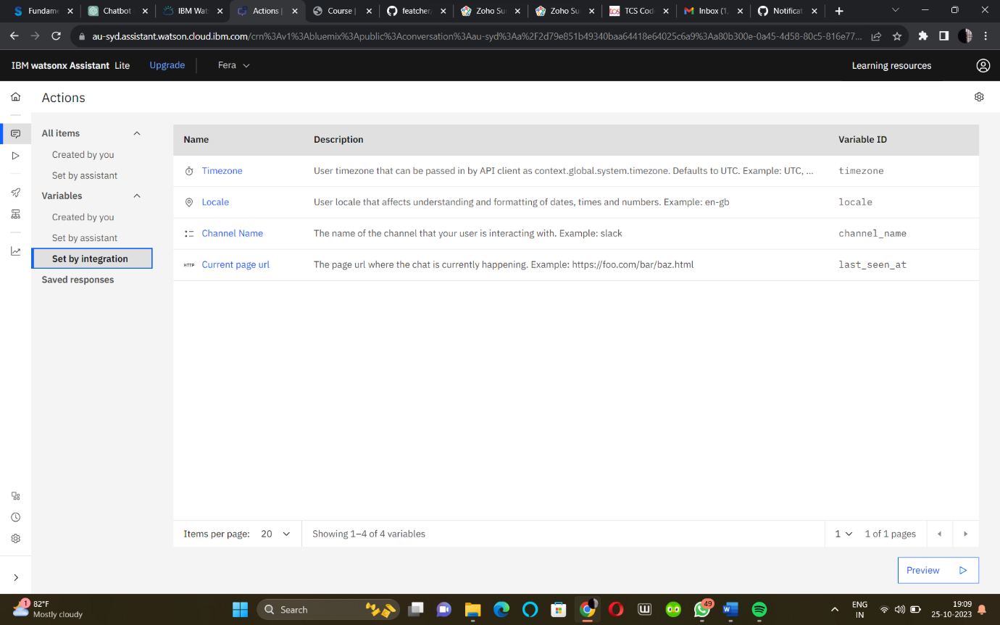 Fundame
Chatbot
IBM Wat
Actions |
Course |
featcher
Zoho Su
Zoho Su
TCS Cod
Inbox (1,
Notificat
au-syd.assistant.watson.cloud.ibm.com/crn%3Av1%3Abluemix%3Apublic%3Aconversation%3Aau-syd%3Aa%2F2d79e851b49340baa64418e64025c6a9%3Aa80b300e-0a45-4d58-80c5-816e77...
IBM watsonx Assistant Lite
Upgrade
Fera
Learning resources
Actions
All items
Created by you
Set by assistant
Variables
Created by you
Set by assistant
Set by integration
Saved responses
Name Description Variable ID
Timezone User timezone that can be passed in by API client as context.global.system.timezone. Defaults to UTC. Example: UTC, ... timezone
Locale User locale that affects understanding and formatting of dates, times and numbers. Example: en-gb locale
Channel Name The name of the channel that your user is interacting with. Example: slack channel_name
HTTP Current page url The page url where the chat is currently happening. Example: https://foo.com/bar/baz.html last_seen_at
Items per page: 20 Showing 1–4 of 4 variables 1 1 of 1 pages
Preview
1 82°F
Mostly cloudy
Search
49
ENG
IN
19:09
25-10-2023